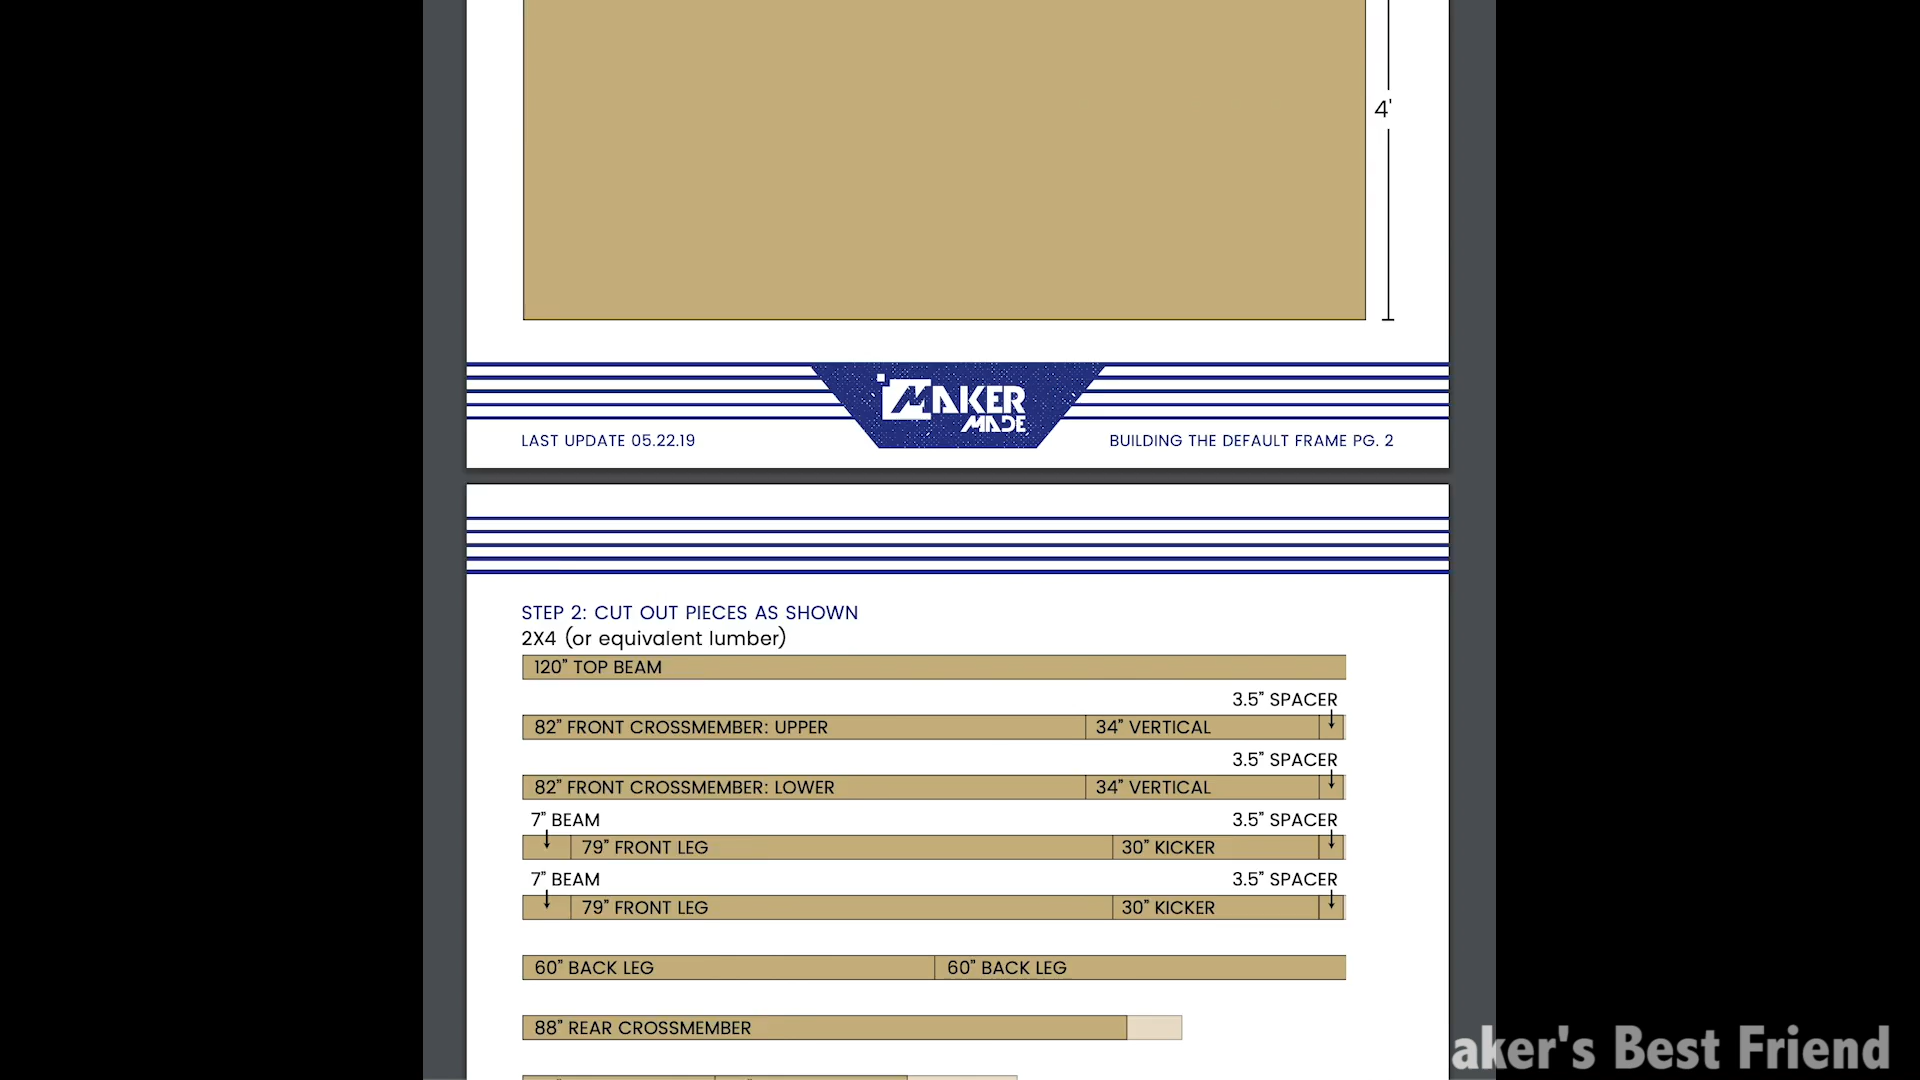 4'
MAKER
MADE
LAST UPDATE 05.22.19
BUILDING THE DEFAULT FRAME PG. 2
STEP 2: CUT OUT PIECES AS SHOWN
2X4 (or equivalent lumber)
120” TOP BEAM
3.5” SPACER
82” FRONT CROSSMEMBER: UPPER
34” VERTICAL
3.5” SPACER
82” FRONT CROSSMEMBER: LOWER
34” VERTICAL
7” BEAM
3.5” SPACER
79” FRONT LEG
30” KICKER
7” BEAM
3.5” SPACER
79” FRONT LEG
30” KICKER
60” BACK LEG
60” BACK LEG
88” REAR CROSSMEMBER
aker's Best Friend